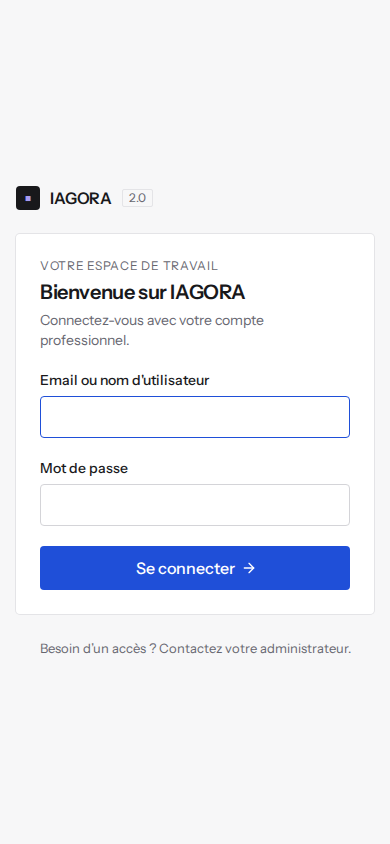 IAGORA 2.0
VOTRE ESPACE DE TRAVAIL
Bienvenue sur IAGORA
Connectez-vous avec votre compte
professionnel.
Email ou nom d'utilisateur
Mot de passe
Se connecter →
Besoin d'un accès ? Contactez votre administrateur.